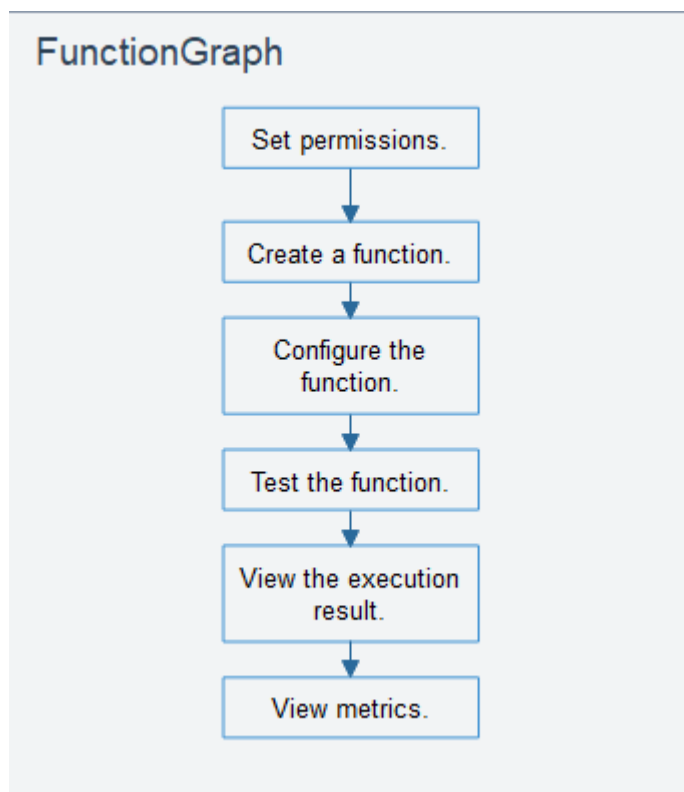 FunctionGraph
Set permissions.
Create a function.
Configure the
function.
Test the function.
View the execution
result.
View metrics.